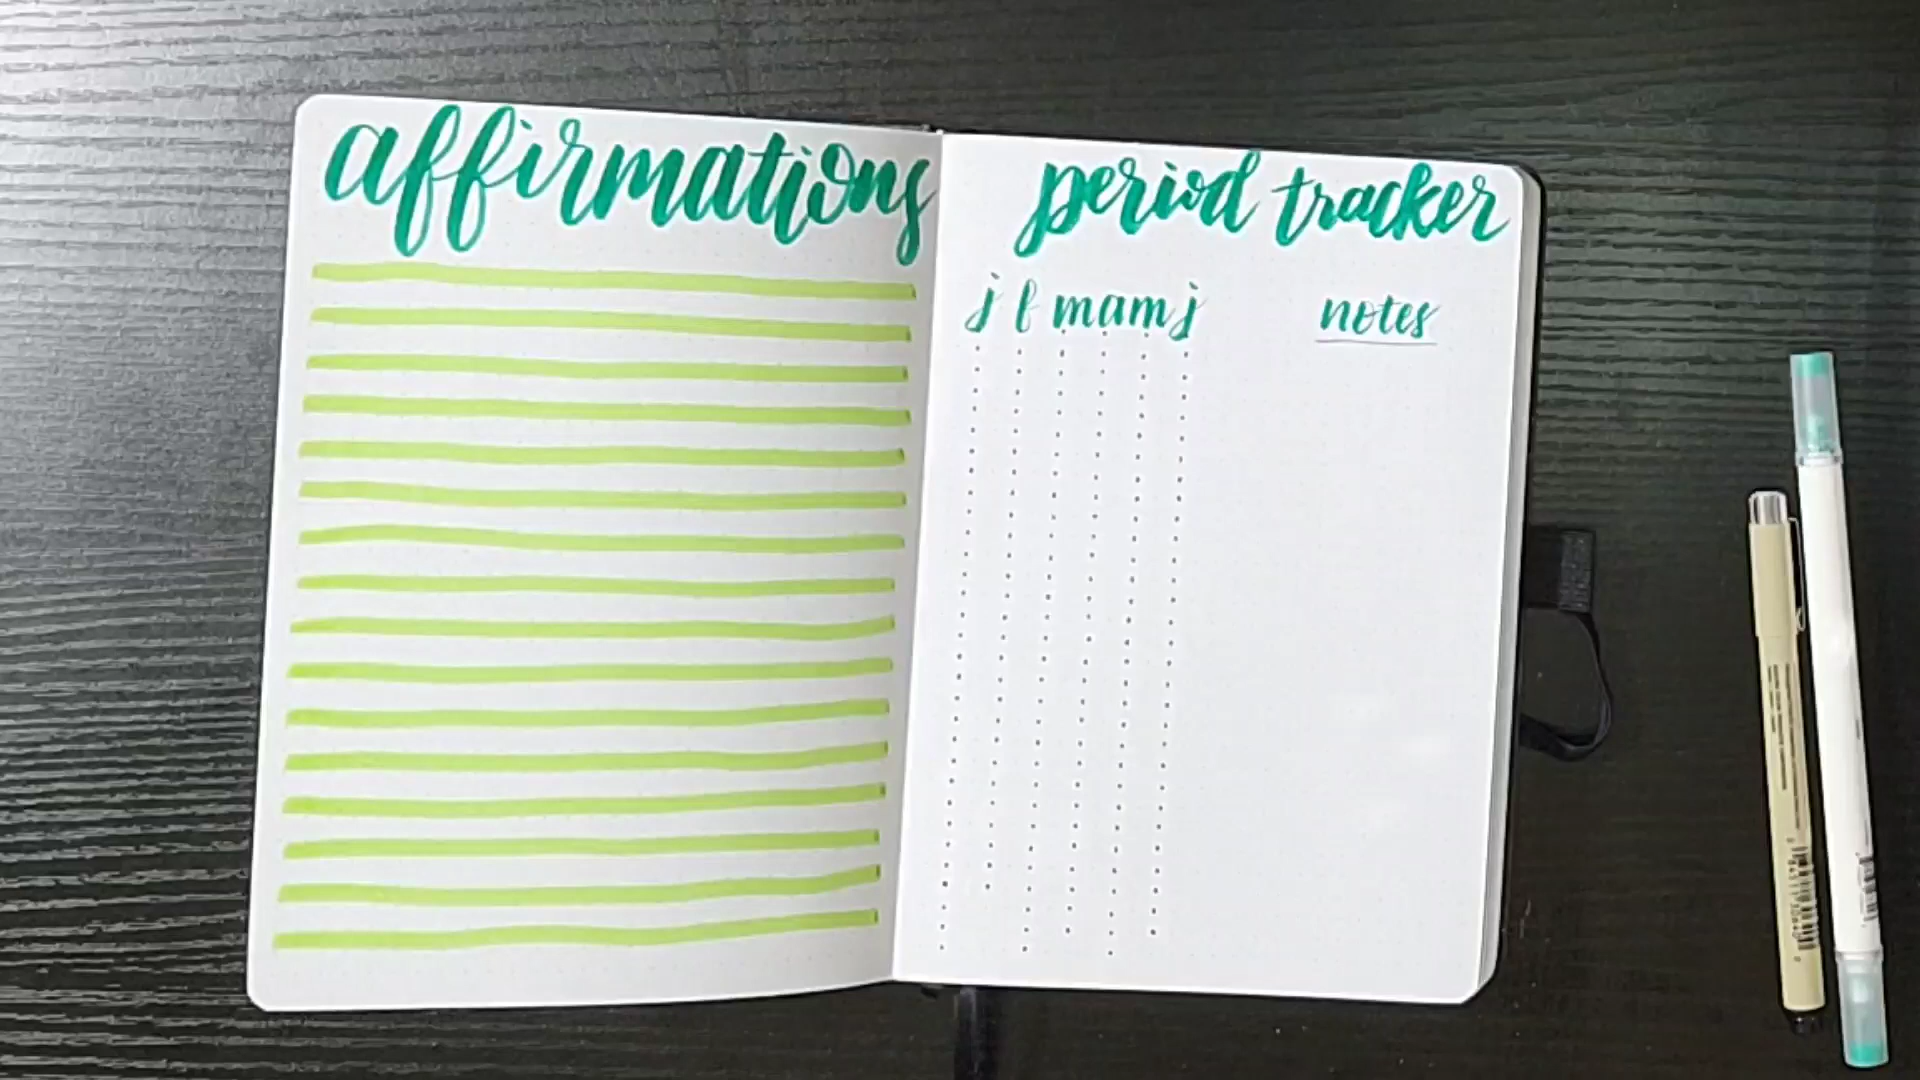 affirmations
period tracker
j f m a m j
notes